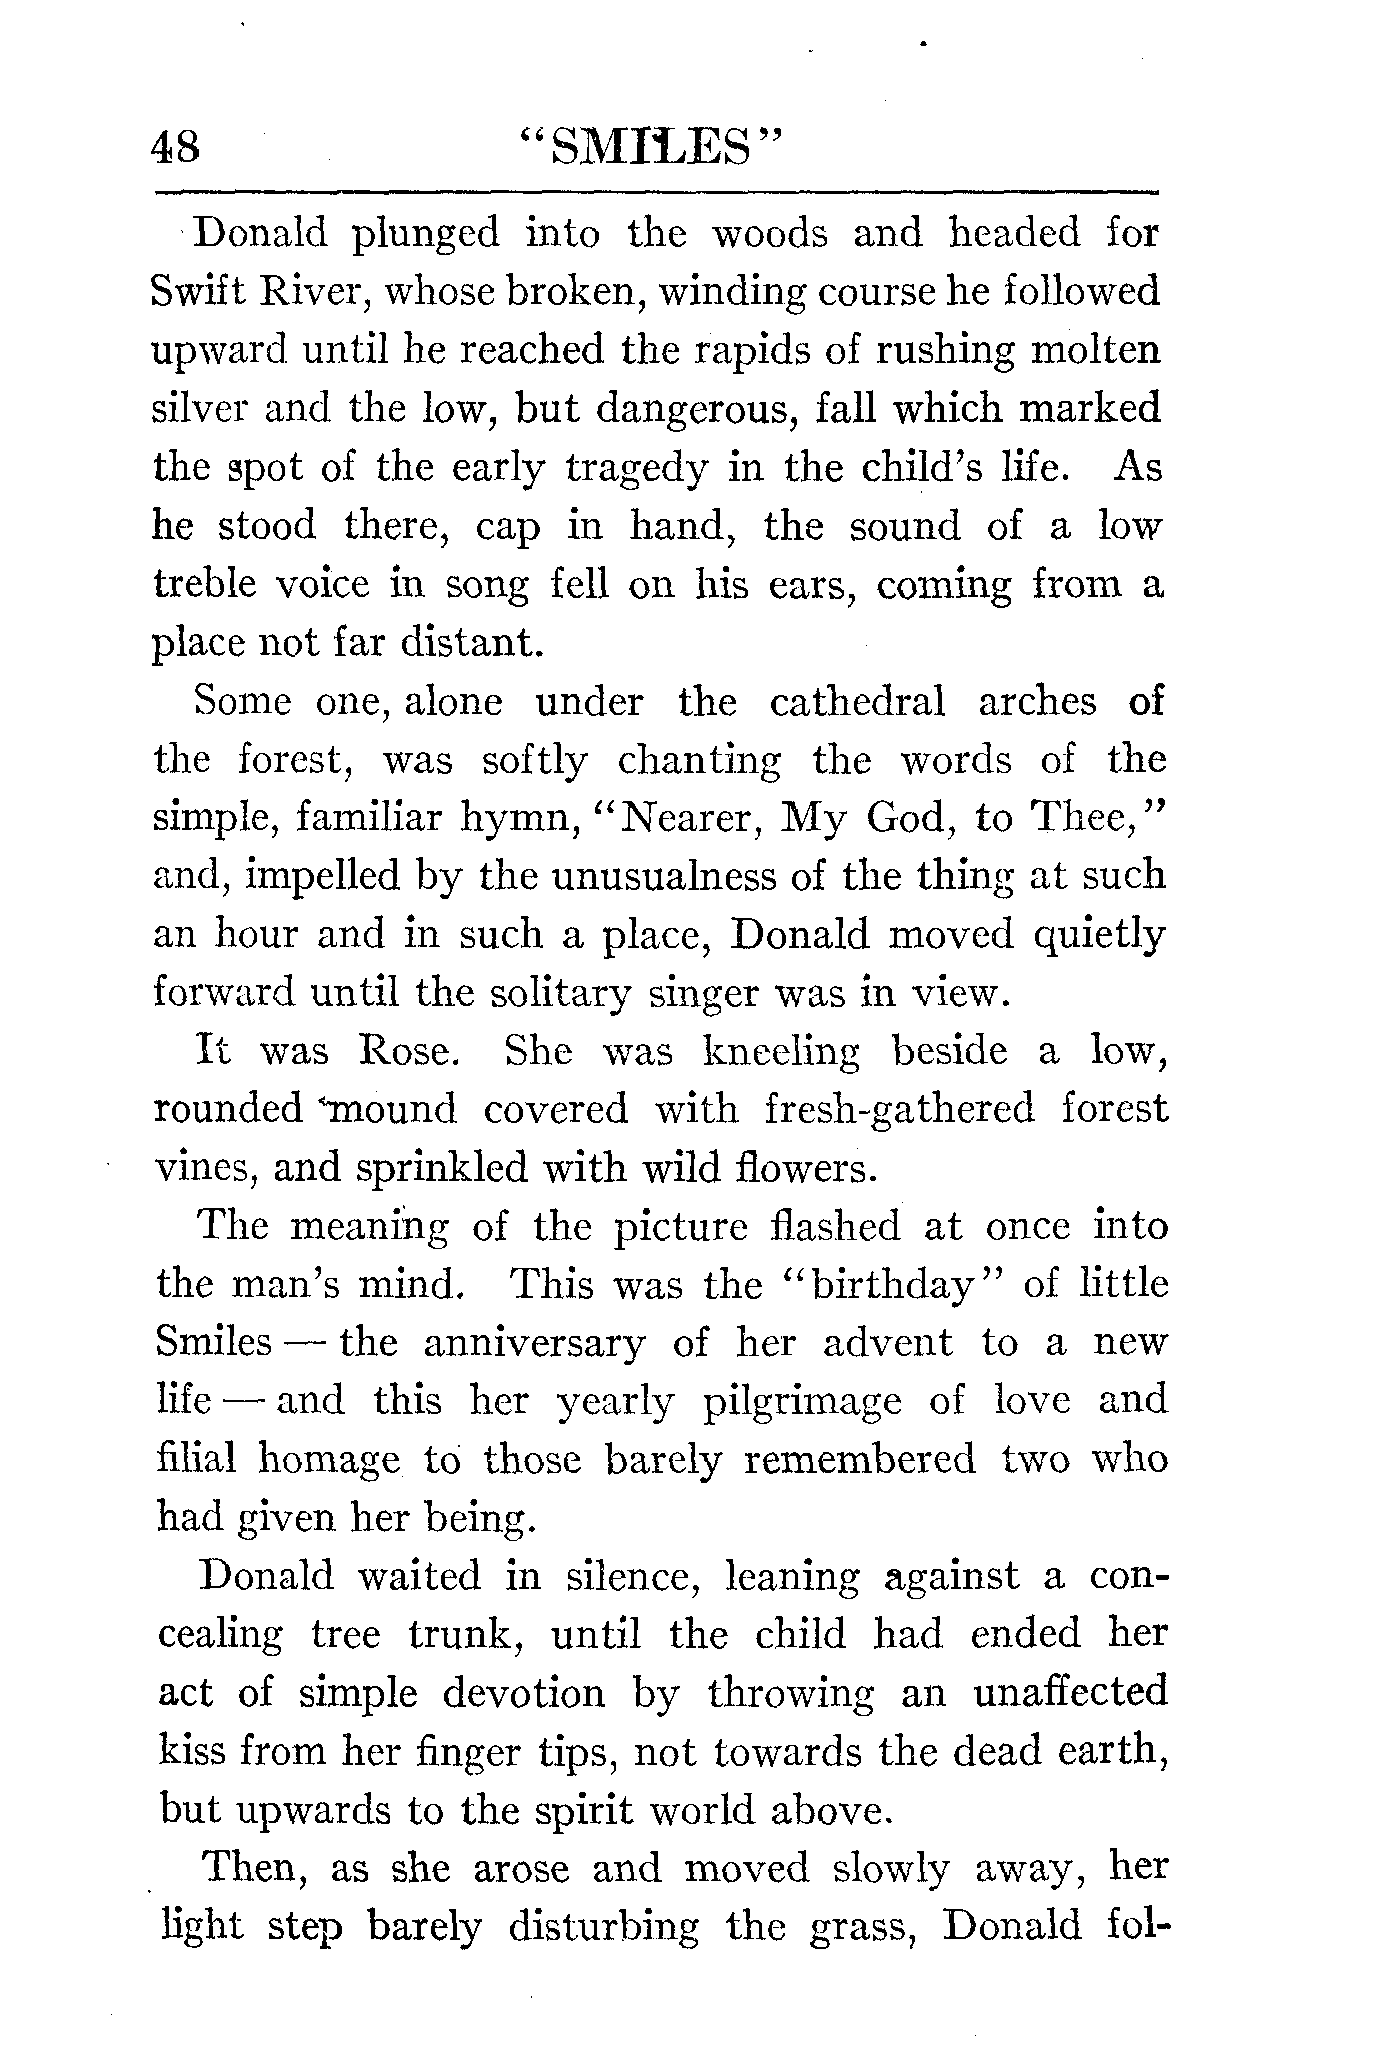 48 "SMILES"
Donald plunged into the woods and headed for
Swift River, whose broken, winding course he followed
upward until he reached the rapids of rushing molten
silver and the low, but dangerous, fall which marked
the spot of the early tragedy in the child's life. As
he stood there, cap in hand, the sound of a low
treble voice in song fell on his ears, coming from a
place not far distant.
Some one, alone under the cathedral arches of
the forest, was softly chanting the words of the
simple, familiar hymn, "Nearer, My God, to Thee,"
and, impelled by the unusualness of the thing at such
an hour and in such a place, Donald moved quietly
forward until the solitary singer was in view.
It was Rose. She was kneeling beside a low,
rounded mound covered with fresh-gathered forest
vines, and sprinkled with wild flowers.
The meaning of the picture flashed at once into
the man's mind. This was the "birthday" of little
Smiles — the anniversary of her advent to a new
life — and this her yearly pilgrimage of love and
filial homage to those barely remembered two who
had given her being.
Donald waited in silence, leaning against a con-
cealing tree trunk, until the child had ended her
act of simple devotion by throwing an unaffected
kiss from her finger tips, not towards the dead earth,
but upwards to the spirit world above.
Then, as she arose and moved slowly away, her
light step barely disturbing the grass, Donald fol-